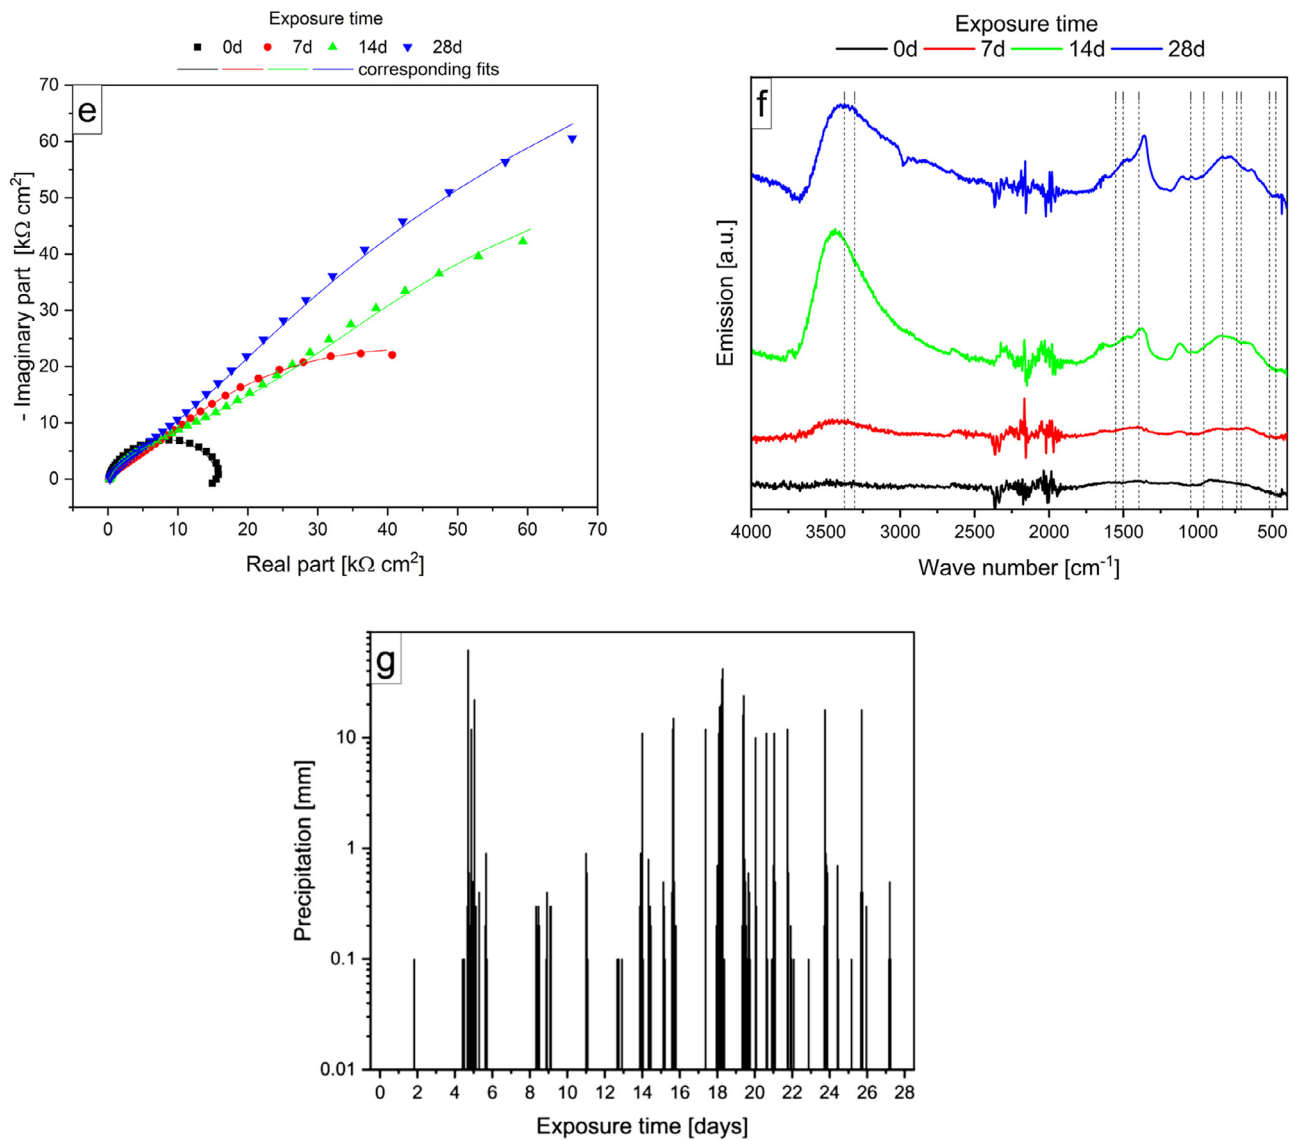 Exposure time
0d 7d 14d 28d
corresponding fits
e
70
60
50
40
30
20
10
0
- Imaginary part [kΩ cm²]
0 10 20 30 40 50 60 70
Real part [kΩ cm²]
Exposure time
0d 7d 14d 28d
f
Emission [a.u.]
4000 3500 3000 2500 2000 1500 1000 500
Wave number [cm⁻¹]
g
10
1
0.1
0.01
Precipitation [mm]
0 2 4 6 8 10 12 14 16 18 20 22 24 26 28
Exposure time [days]